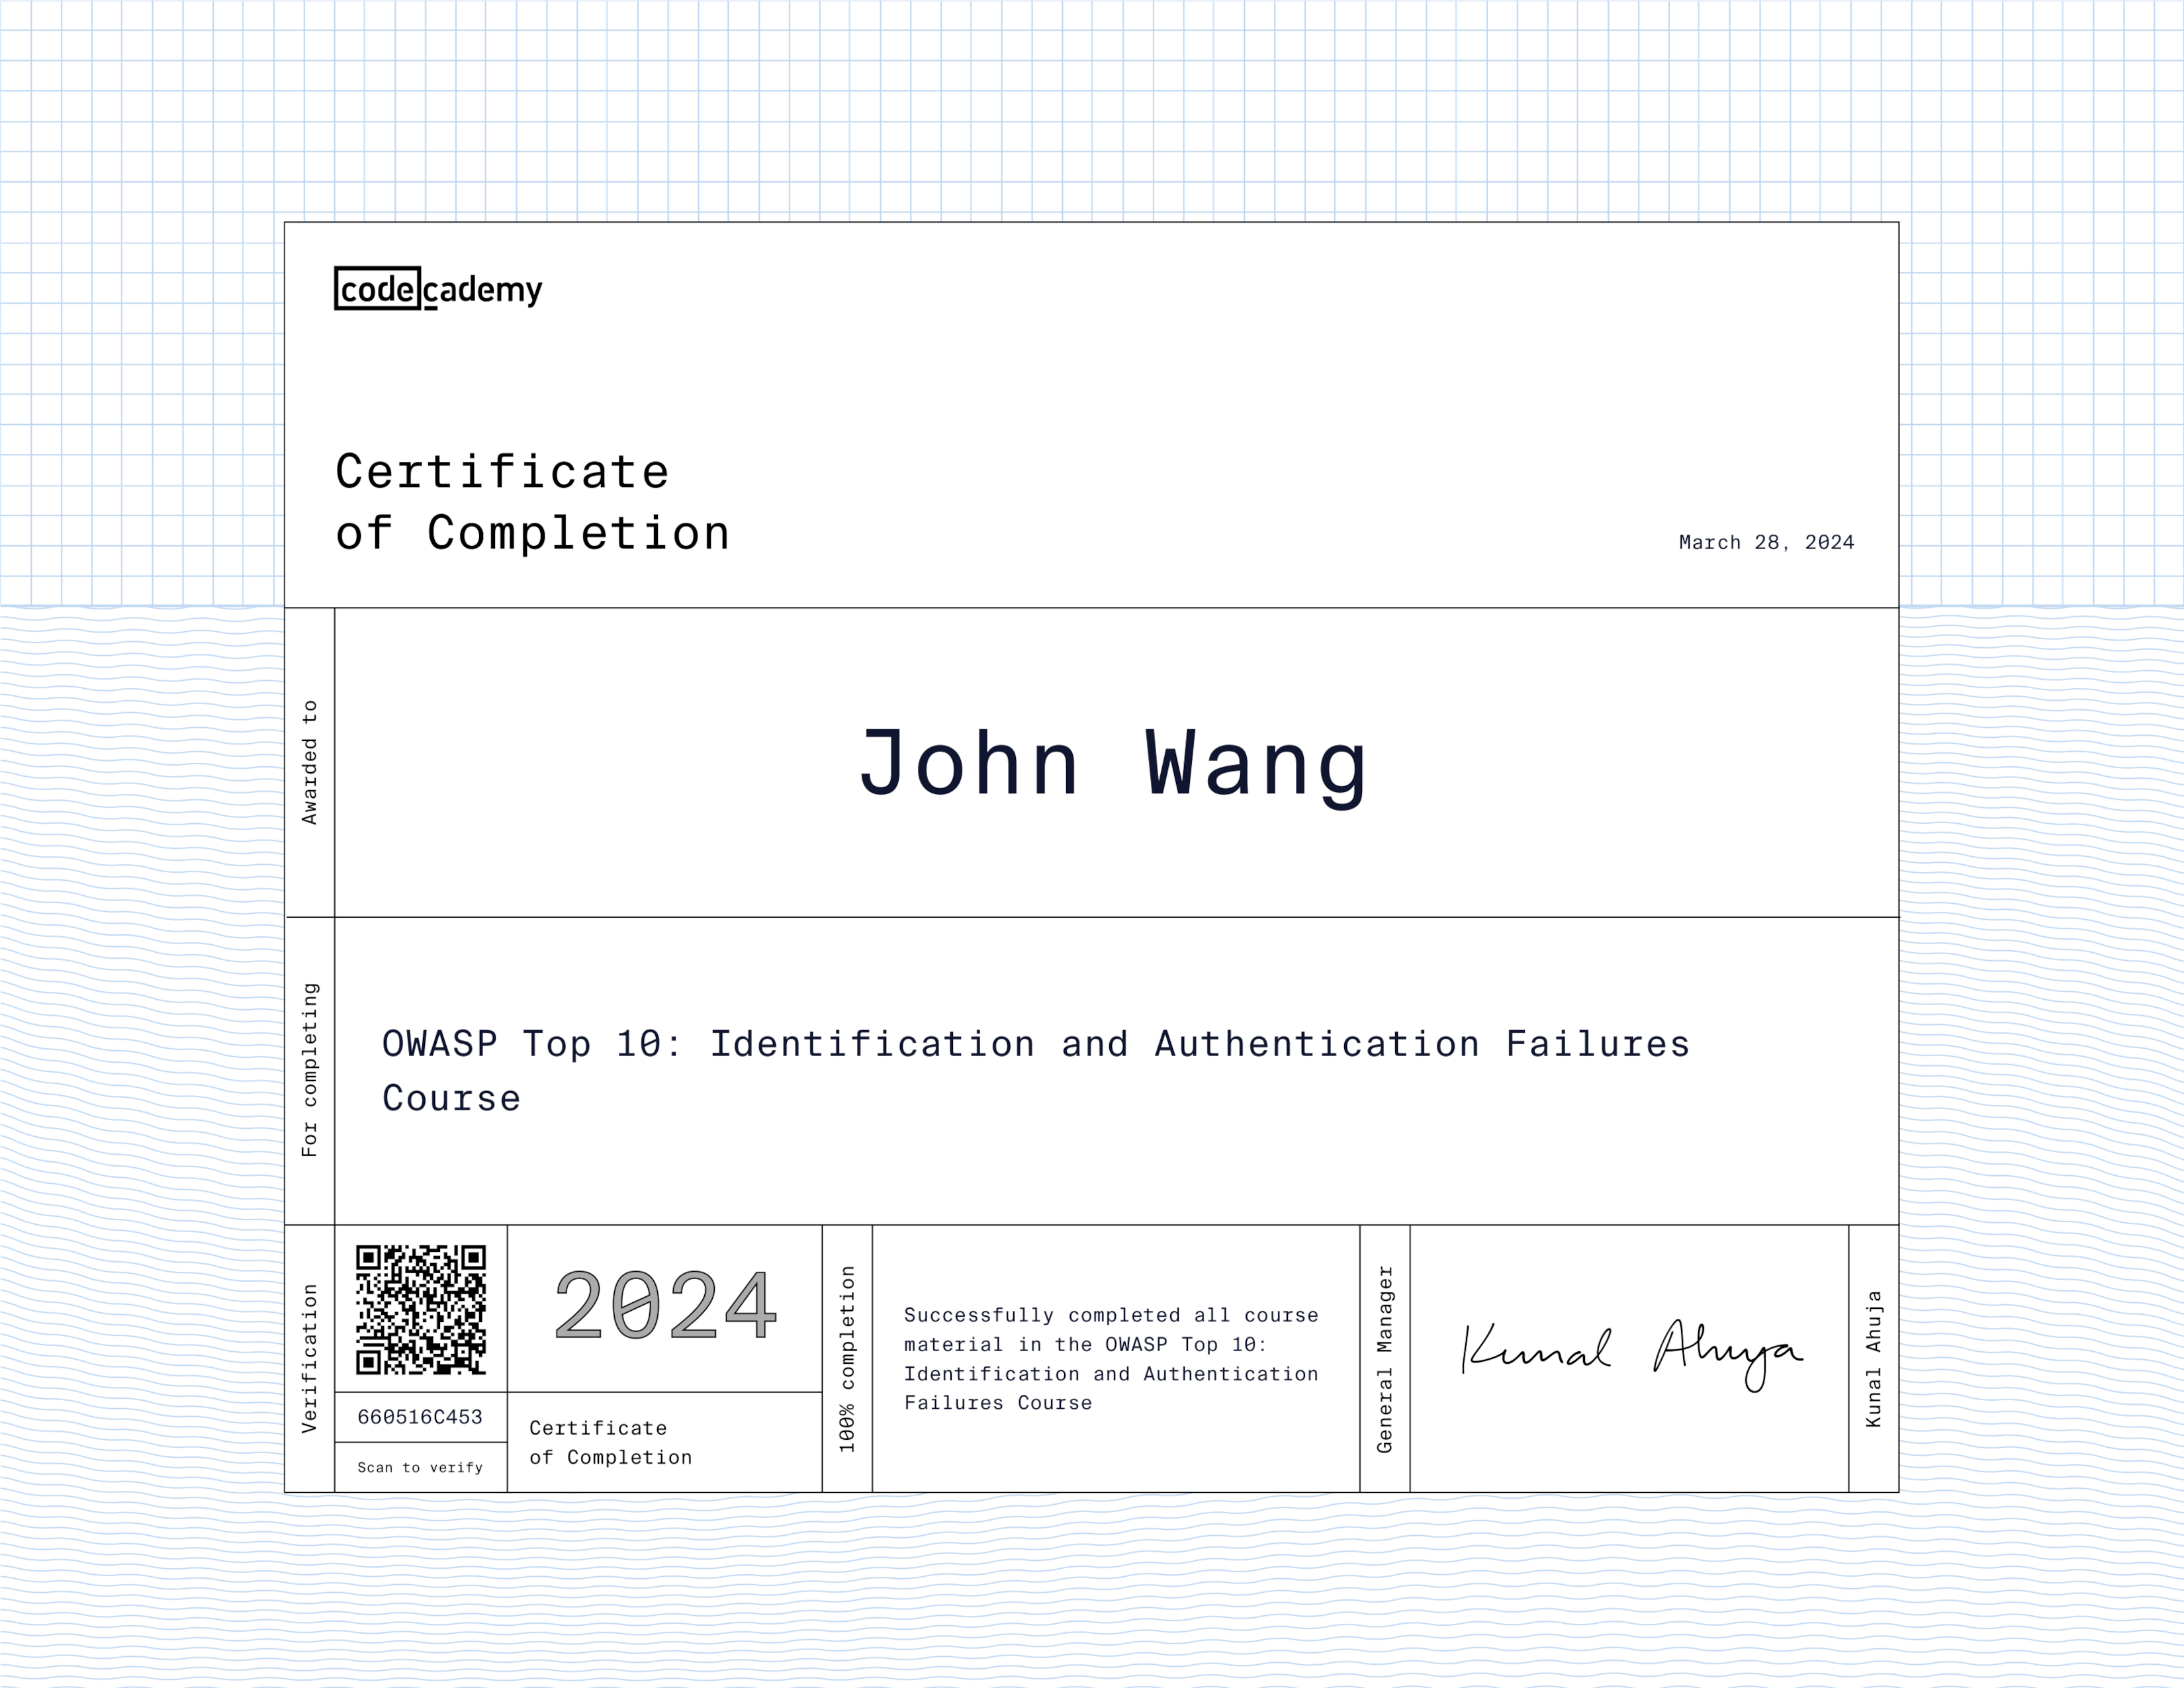 codecademy
Certificate
of Completion
March 28, 2024
Awarded to
John Wang
For completing
OWASP Top 10: Identification and Authentication Failures
Course
Verification
660516C453
Scan to verify
2024
Certificate
of Completion
100% completion
Successfully completed all course
material in the OWASP Top 10:
Identification and Authentication
Failures Course
General Manager
Kunal Ahuja
Kunal Ahuja